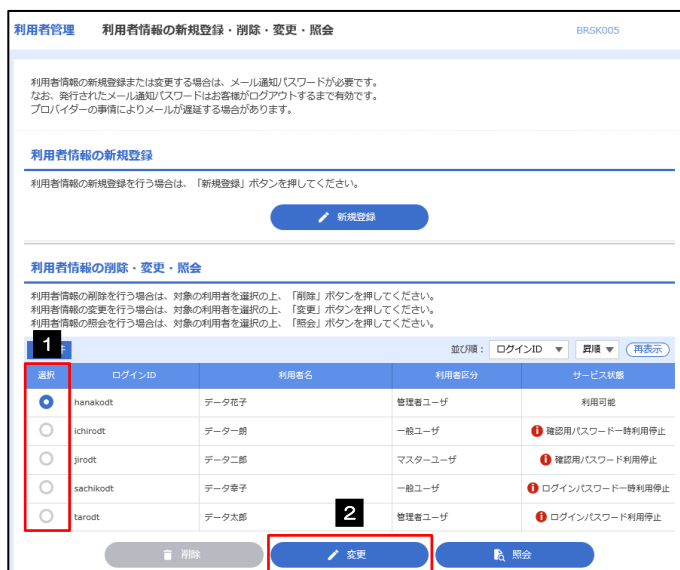 利用者管理 利用者情報の新規登録・削除・変更・照会 BRSK005
利用者情報の新規登録または変更する場合は、メール通知パスワードが必要です。
なお、発行されたメール通知パスワードはお客様がログアウトするまで有効です。
プロバイダーの事情によりメールが遅延する場合があります。
利用者情報の新規登録
利用者情報の新規登録を行う場合は、「新規登録」ボタンを押してください。
新規登録
利用者情報の削除・変更・照会
利用者情報の削除を行う場合は、対象の利用者を選択の上、「削除」ボタンを押してください。
利用者情報の変更を行う場合は、対象の利用者を選択の上、「変更」ボタンを押してください。
利用者情報の照会を行う場合は、対象の利用者を選択の上、「照会」ボタンを押してください。
1
並び順： ログインID ▼ 昇順 ▼ 再表示
選択 ログインID 利用者名 利用者区分 サービス状態
hanakodt データ花子 管理者ユーザ 利用可能
ichirodt データ一朗 一般ユーザ 確認用パスワード一時利用停止
jirodt データ二郎 マスターユーザ 確認用パスワード利用停止
sachikodt データ幸子 一般ユーザ ログインパスワード一時利用停止
tarodt データ太郎 管理者ユーザ ログインパスワード利用停止
2
削除 変更 照会